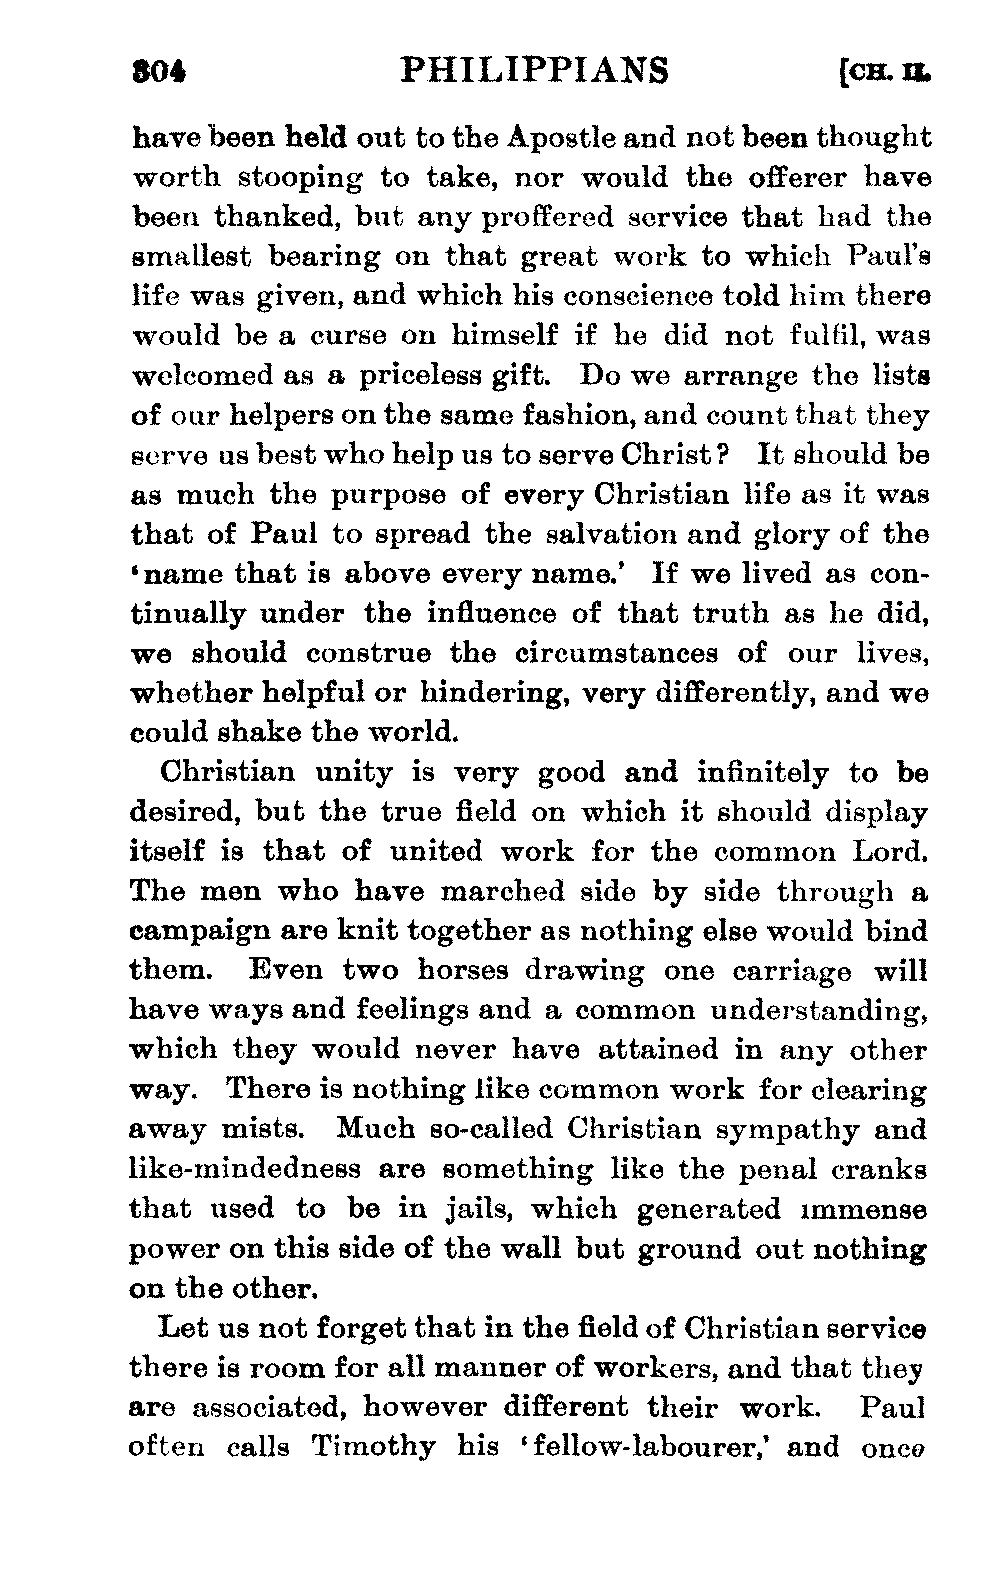 304 PHILIPPIANS [CH. II.
have been held out to the Apostle and not been thought
worth stooping to take, nor would the offerer have
been thanked, but any proffered service that had the
smallest bearing on that great work to which Paul's
life was given, and which his conscience told him there
would be a curse on himself if he did not fulfil, was
welcomed as a priceless gift. Do we arrange the lists
of our helpers on the same fashion, and count that they
serve us best who help us to serve Christ? It should be
as much the purpose of every Christian life as it was
that of Paul to spread the salvation and glory of the
‘name that is above every name.’ If we lived as con-
tinually under the influence of that truth as he did,
we should construe the circumstances of our lives,
whether helpful or hindering, very differently, and we
could shake the world.
Christian unity is very good and infinitely to be
desired, but the true field on which it should display
itself is that of united work for the common Lord.
The men who have marched side by side through a
campaign are knit together as nothing else would bind
them. Even two horses drawing one carriage will
have ways and feelings and a common understanding,
which they would never have attained in any other
way. There is nothing like common work for clearing
away mists. Much so-called Christian sympathy and
like-mindedness are something like the penal cranks
that used to be in jails, which generated immense
power on this side of the wall but ground out nothing
on the other.
Let us not forget that in the field of Christian service
there is room for all manner of workers, and that they
are associated, however different their work. Paul
often calls Timothy his ‘fellow-labourer,’ and once